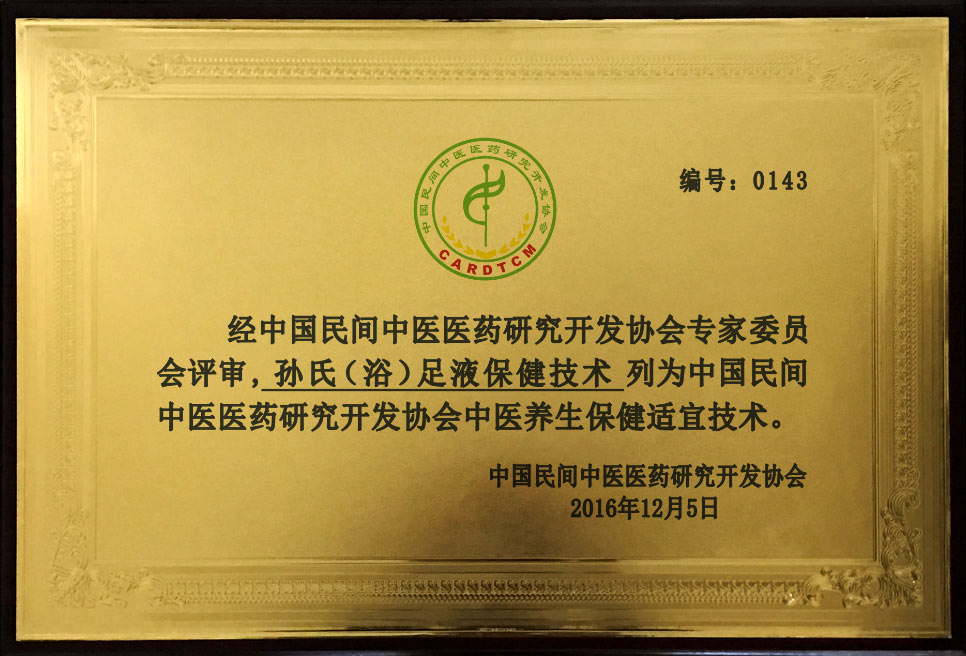 中国民间中医医药研究开发协会
CARDTCM
编号：0143
经中国民间中医医药研究开发协会专家委员
会评审，孙氏（浴）足液保健技术 列为中国民间
中医医药研究开发协会中医养生保健适宜技术。
中国民间中医医药研究开发协会
2016年12月5日